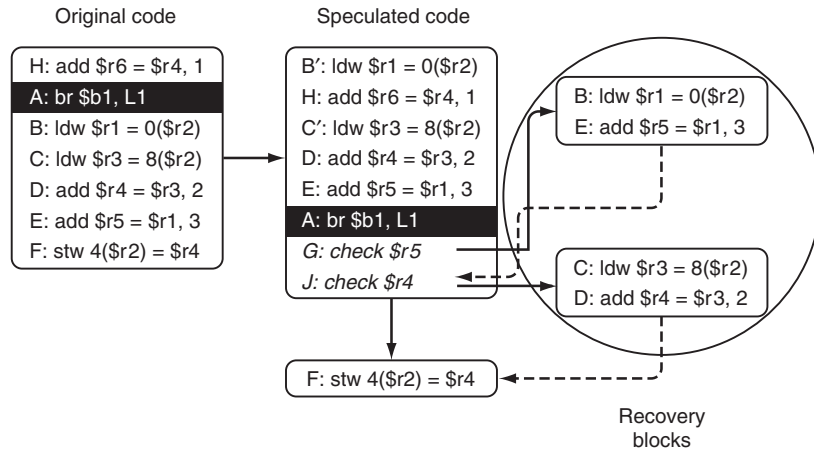 Original code
H: add $r6 = $r4, 1
A: br $b1, L1
B: ldw $r1 = 0($r2)
C: ldw $r3 = 8($r2)
D: add $r4 = $r3, 2
E: add $r5 = $r1, 3
F: stw 4($r2) = $r4
Speculated code
B′: ldw $r1 = 0($r2)
H: add $r6 = $r4, 1
C′: ldw $r3 = 8($r2)
D: add $r4 = $r3, 2
E: add $r5 = $r1, 3
A: br $b1, L1
G: check $r5
J: check $r4
F: stw 4($r2) = $r4
B: ldw $r1 = 0($r2)
E: add $r5 = $r1, 3
C: ldw $r3 = 8($r2)
D: add $r4 = $r3, 2
Recovery
blocks